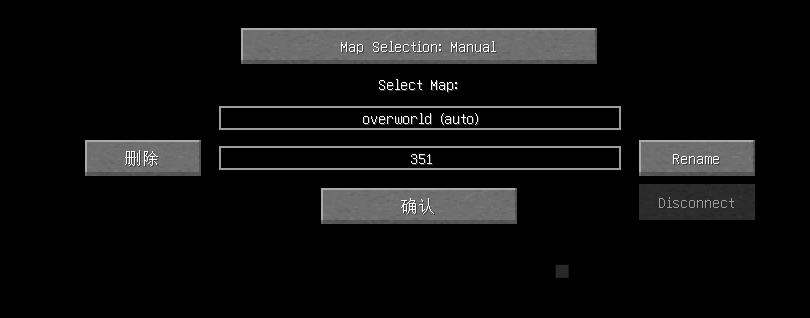 Map Selection: Manual
Select Map:
overworld (auto)
删除
351
Rename
确认
Disconnect